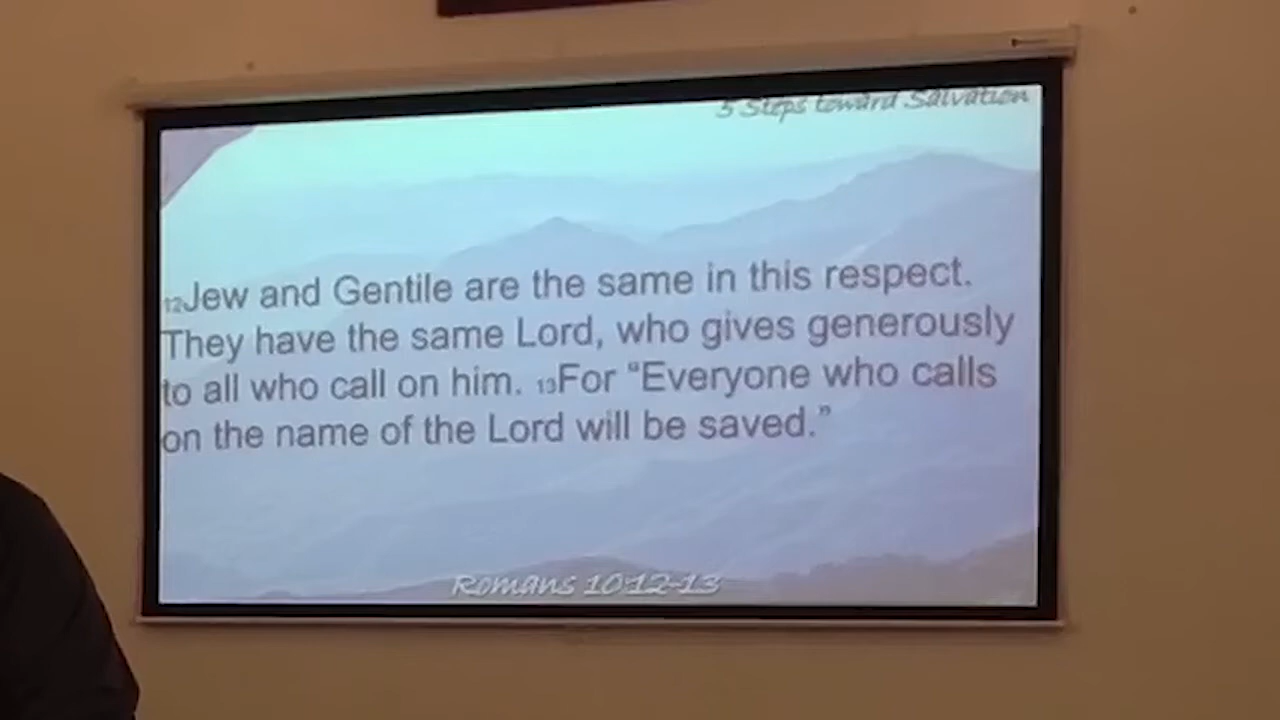 5 Steps toward Salvation
12Jew and Gentile are the same in this respect.
They have the same Lord, who gives generously
to all who call on him. 13For “Everyone who calls
on the name of the Lord will be saved.”
Romans 10:12-13